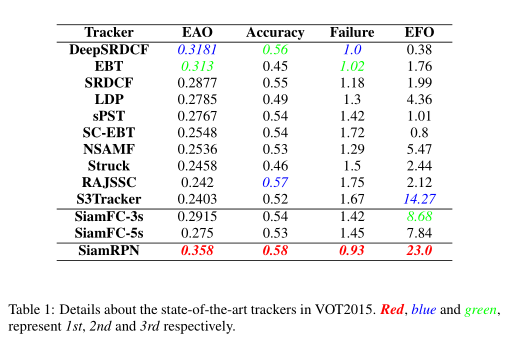 Tracker EAO Accuracy Failure EFO
DeepSRDCF 0.3181 0.56 1.0 0.38
EBT 0.313 0.45 1.02 1.76
SRDCF 0.2877 0.55 1.18 1.99
LDP 0.2785 0.49 1.3 4.36
sPST 0.2767 0.54 1.42 1.01
SC-EBT 0.2548 0.54 1.72 0.8
NSAMF 0.2536 0.53 1.29 5.47
Struck 0.2458 0.46 1.5 2.44
RAJSSC 0.242 0.57 1.75 2.12
S3Tracker 0.2403 0.52 1.67 14.27
SiamFC-3s 0.2915 0.54 1.42 8.68
SiamFC-5s 0.275 0.53 1.45 7.84
SiamRPN 0.358 0.58 0.93 23.0
Table 1: Details about the state-of-the-art trackers in VOT2015. Red, blue and green,
represent 1st, 2nd and 3rd respectively.